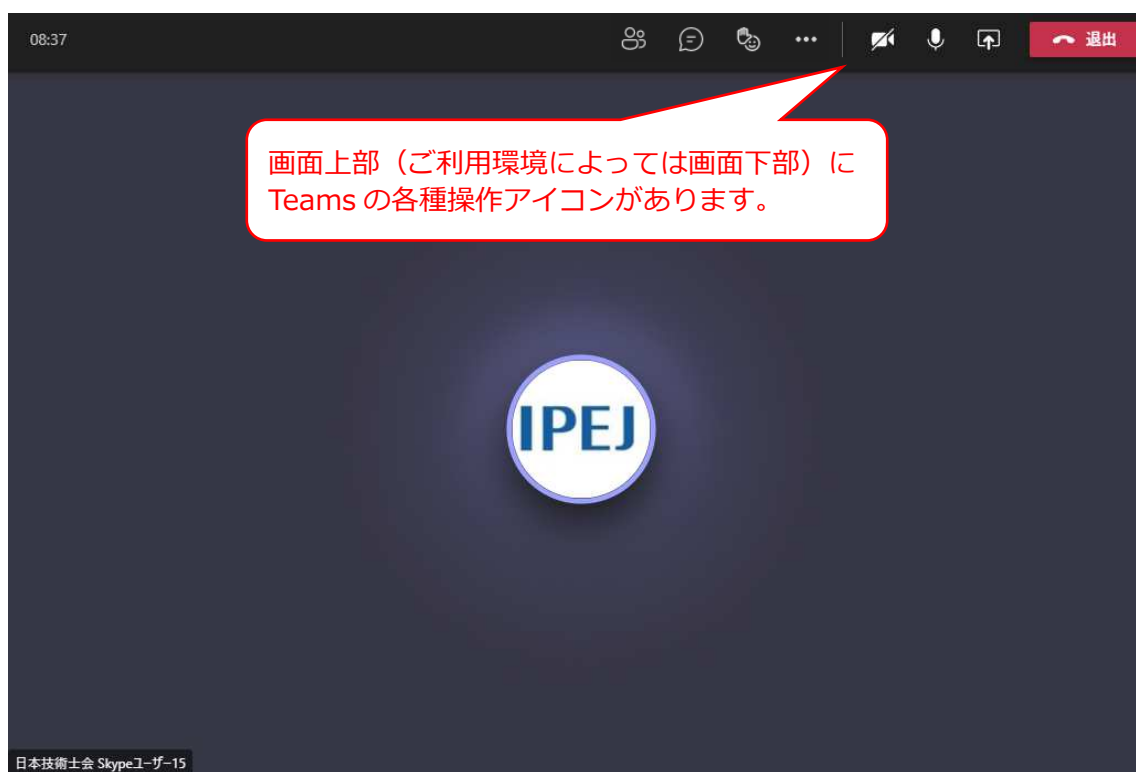 08:37
退出
画面上部（ご利用環境によっては画面下部）に
Teams の各種操作アイコンがあります。
IPEJ
日本技術士会 Skypeユーザー15